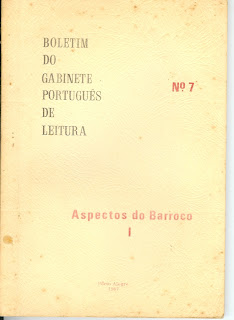 BOLETIM
DO
GABINETE
PORTUGUÊS
DE
LEITURA
Nº 7
Aspectos do Barroco
I